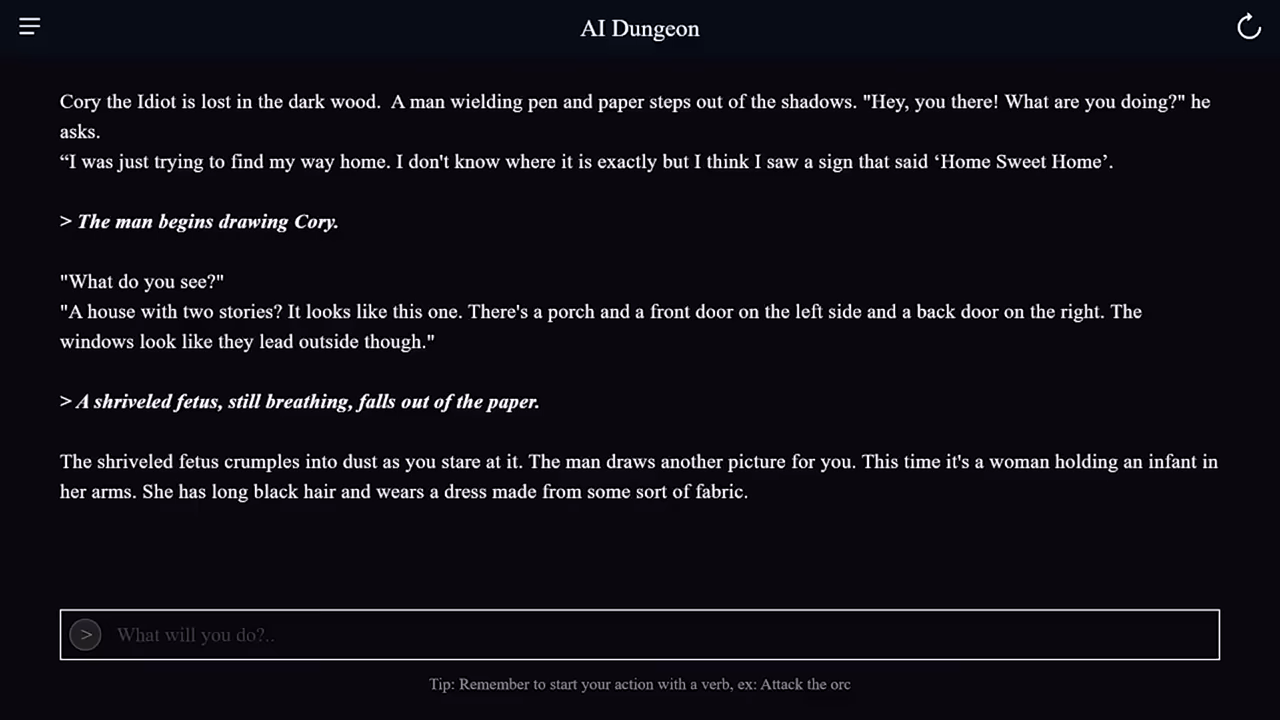 AI Dungeon
Cory the Idiot is lost in the dark wood.  A man wielding pen and paper steps out of the shadows. "Hey, you there! What are you doing?" he
asks.
“I was just trying to find my way home. I don't know where it is exactly but I think I saw a sign that said ‘Home Sweet Home’.
> The man begins drawing Cory.
"What do you see?"
"A house with two stories? It looks like this one. There's a porch and a front door on the left side and a back door on the right. The
windows look like they lead outside though."
> A shriveled fetus, still breathing, falls out of the paper.
The shriveled fetus crumples into dust as you stare at it. The man draws another picture for you. This time it's a woman holding an infant in
her arms. She has long black hair and wears a dress made from some sort of fabric.
> What will you do?..
Tip: Remember to start your action with a verb, ex: Attack the orc